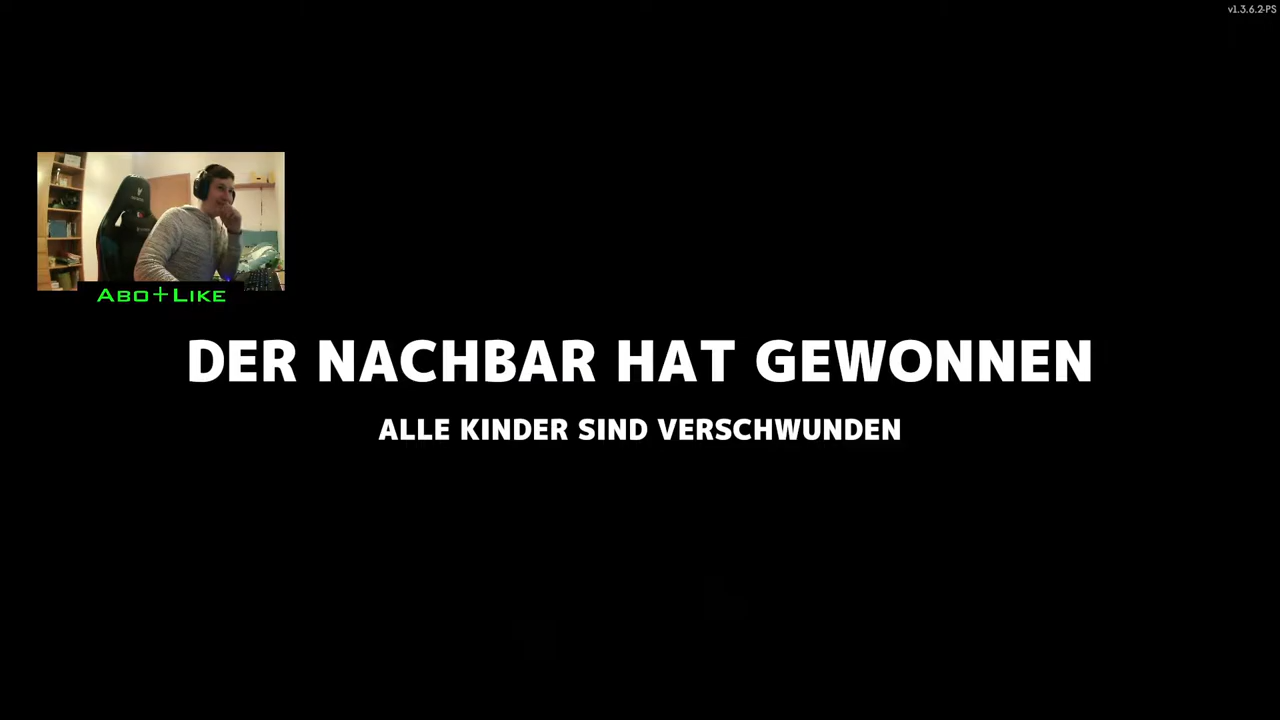 v1.3.6.2-PS
ABO+LIKE
DER NACHBAR HAT GEWONNEN
ALLE KINDER SIND VERSCHWUNDEN